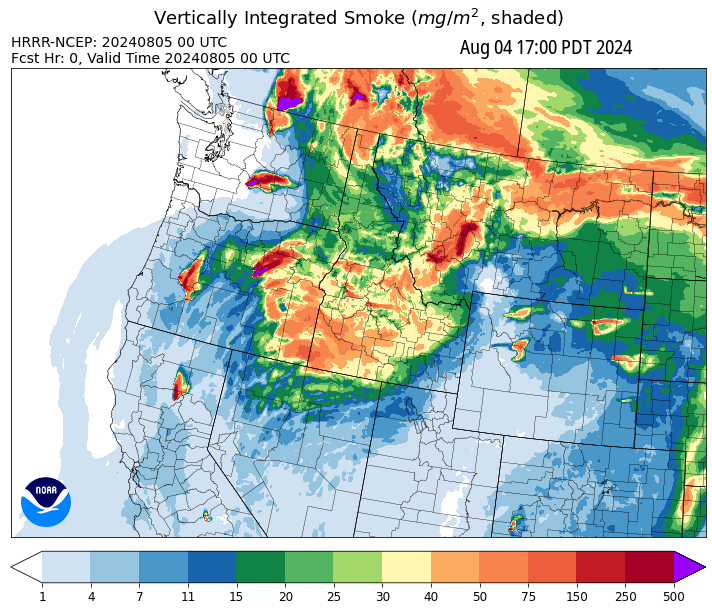 Vertically Integrated Smoke (mg/m², shaded)
HRRR-NCEP: 20240805 00 UTC
Aug 04 17:00 PDT 2024
Fcst Hr: 0, Valid Time 20240805 00 UTC
NOAA
1 4 7 11 15 20 25 30 40 50 75 150 250 500